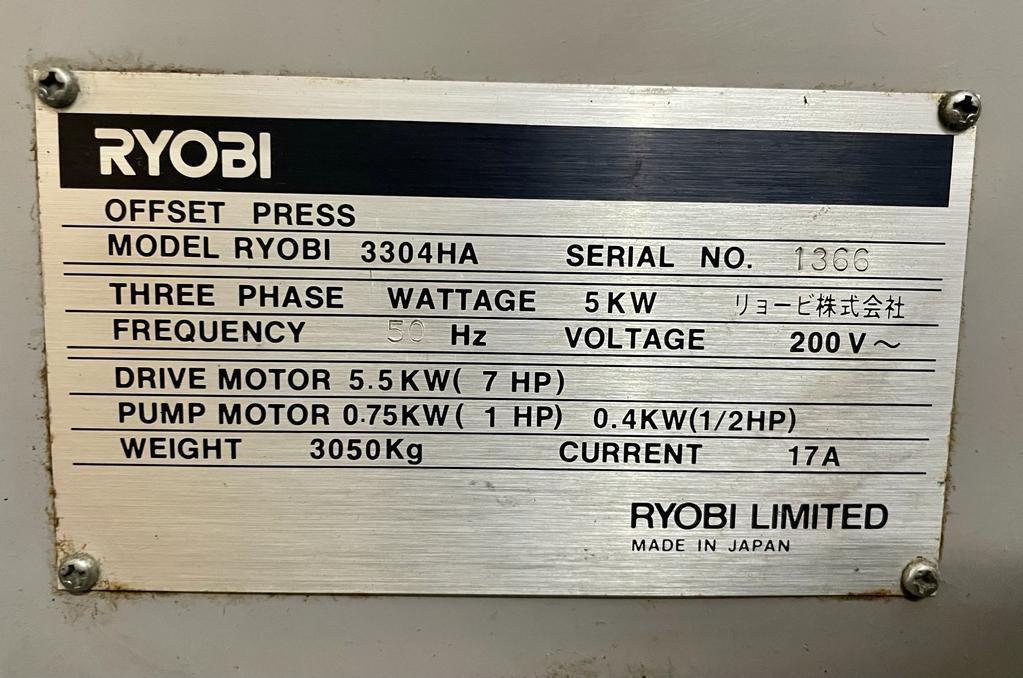 RYOBI
OFFSET PRESS
MODEL RYOBI 3304HA SERIAL NO. 1366
THREE PHASE WATTAGE 5KW リョービ株式会社
FREQUENCY 50 Hz VOLTAGE 200V～
DRIVE MOTOR 5.5KW( 7 HP)
PUMP MOTOR 0.75KW( 1 HP) 0.4KW(1/2HP)
WEIGHT 3050Kg CURRENT 17A
RYOBI LIMITED
MADE IN JAPAN